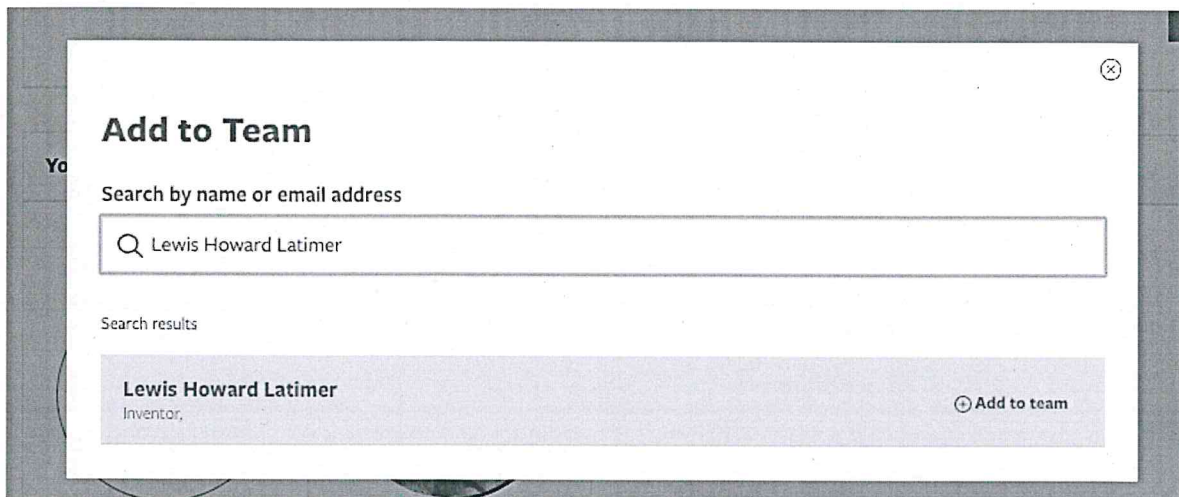 Add to Team
Yo
Search by name or email address
Lewis Howard Latimer
Search results
Lewis Howard Latimer
Inventor,
Add to team